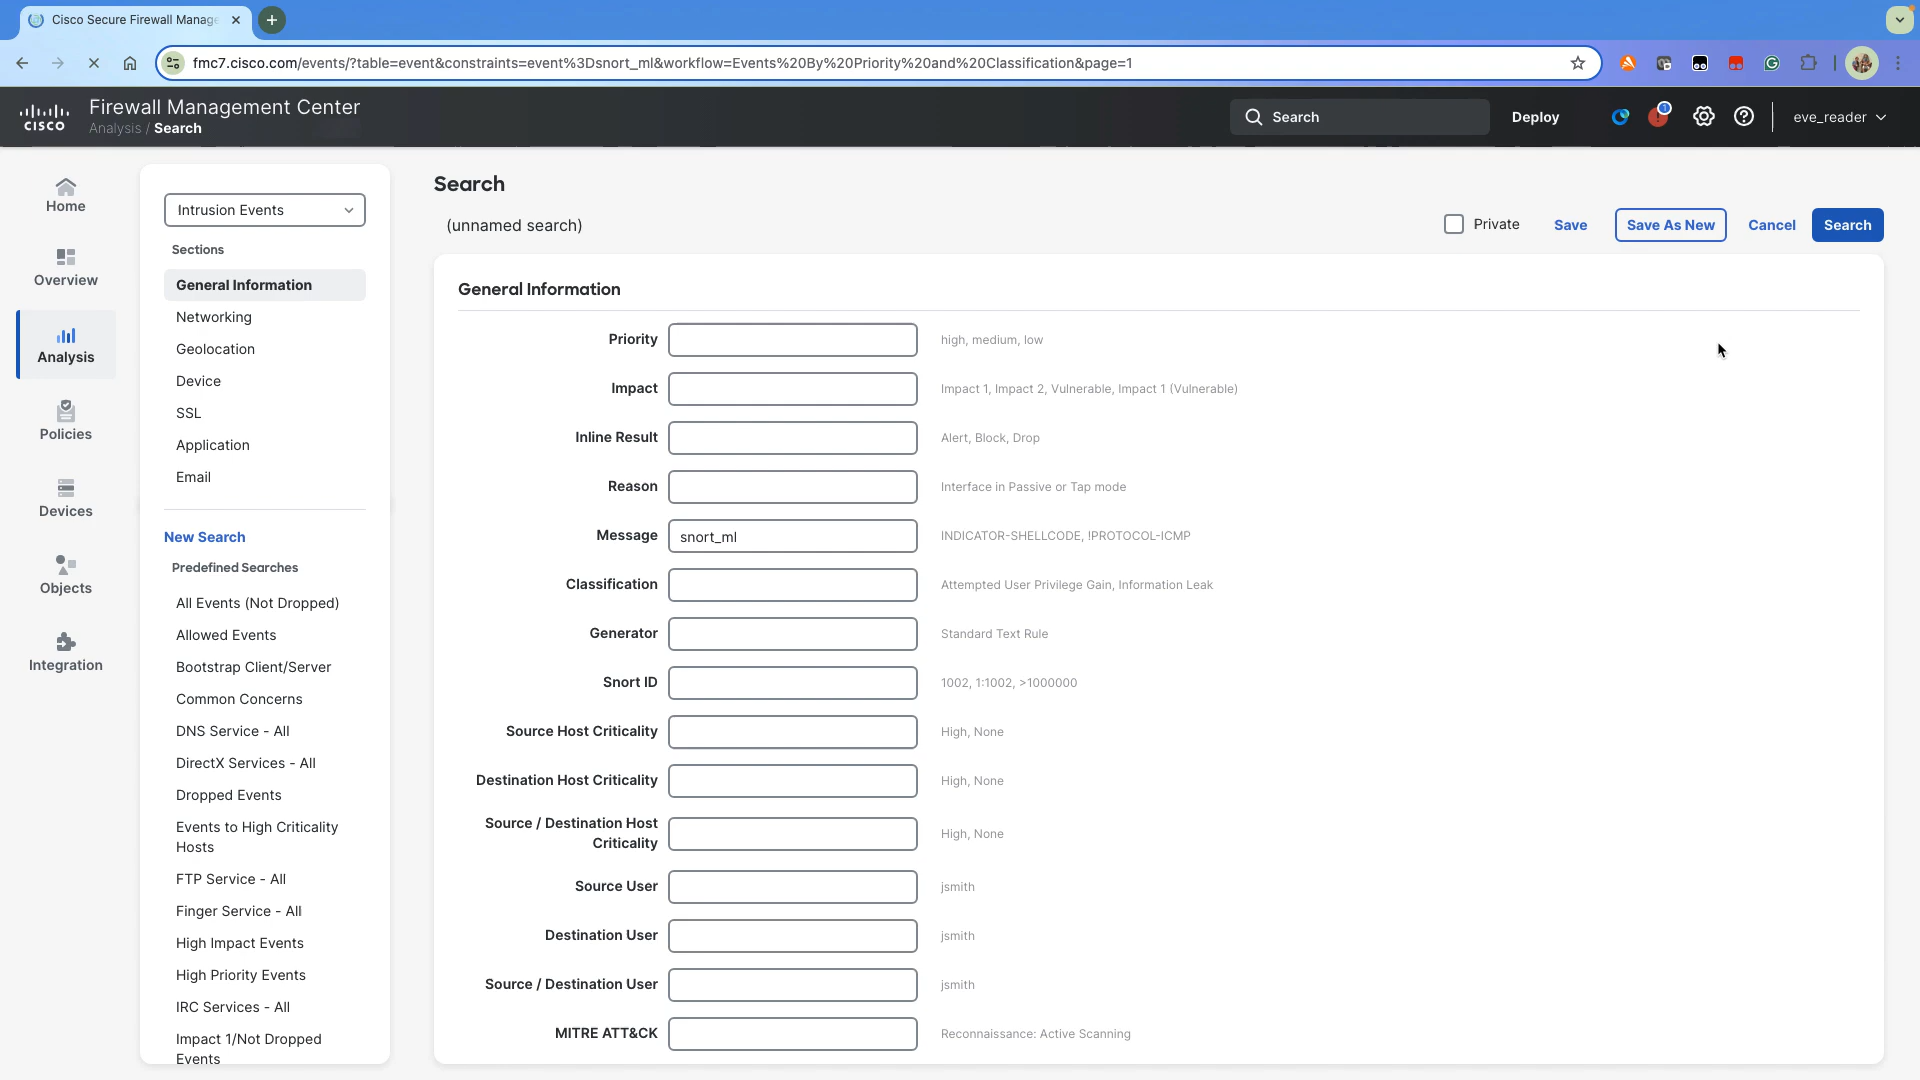 Cisco Secure Firewall Manage
fmc7.cisco.com/events/?table=event&constraints=event%3Dsnort_ml&workflow=Events%20By%20Priority%20and%20Classification&page=1
CISCO
Firewall Management Center
Analysis / Search
Search
Deploy
1
eve_reader
Home
Overview
Analysis
Policies
Devices
Objects
Integration
Intrusion Events
Sections
General Information
Networking
Geolocation
Device
SSL
Application
Email
New Search
Predefined Searches
All Events (Not Dropped)
Allowed Events
Bootstrap Client/Server
Common Concerns
DNS Service - All
DirectX Services - All
Dropped Events
Events to High Criticality
Hosts
FTP Service - All
Finger Service - All
High Impact Events
High Priority Events
IRC Services - All
Impact 1/Not Dropped
Events
Search
(unnamed search)
Private
Save
Save As New
Cancel
Search
General Information
Priority high, medium, low
Impact Impact 1, Impact 2, Vulnerable, Impact 1 (Vulnerable)
Inline Result Alert, Block, Drop
Reason Interface in Passive or Tap mode
Message snort_ml INDICATOR-SHELLCODE, !PROTOCOL-ICMP
Classification Attempted User Privilege Gain, Information Leak
Generator Standard Text Rule
Snort ID 1002, 1:1002, >1000000
Source Host Criticality High, None
Destination Host Criticality High, None
Source / Destination Host
Criticality High, None
Source User jsmith
Destination User jsmith
Source / Destination User jsmith
MITRE ATT&CK Reconnaissance: Active Scanning